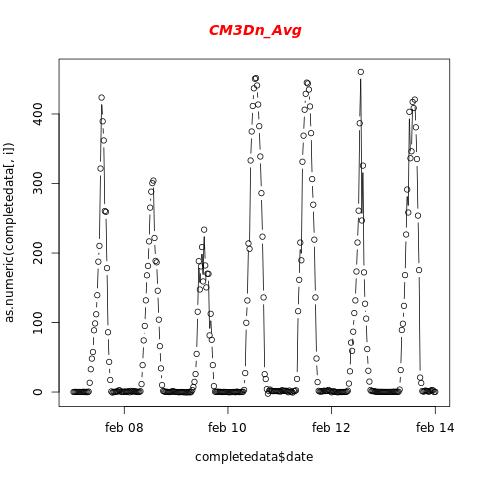 CM3Dn_Avg
as.numeric(completedata[, i])
400
300
200
100
0
feb 08
feb 10
feb 12
feb 14
completedata$date